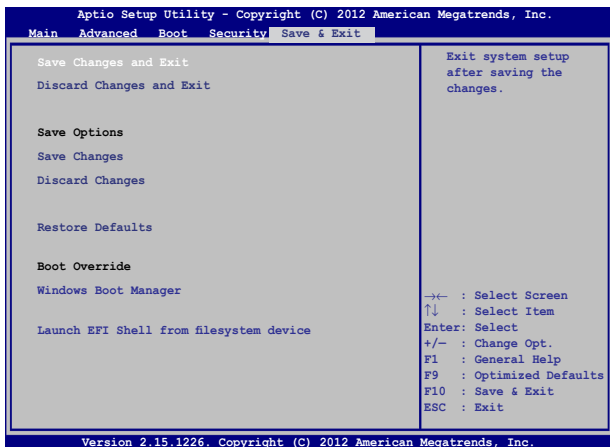 Aptio Setup Utility - Copyright (C) 2012 American Megatrends, Inc.
Main Advanced Boot Security Save & Exit
Save Changes and Exit
Discard Changes and Exit
Save Options
Save Changes
Discard Changes
Restore Defaults
Boot Override
Windows Boot Manager
Launch EFI Shell from filesystem device
Exit system setup
after saving the
changes.
→← : Select Screen
↑↓ : Select Item
Enter: Select
+/— : Change Opt.
F1 : General Help
F9 : Optimized Defaults
F10 : Save & Exit
ESC : Exit
Version 2.15.1226. Copyright (C) 2012 American Megatrends, Inc.